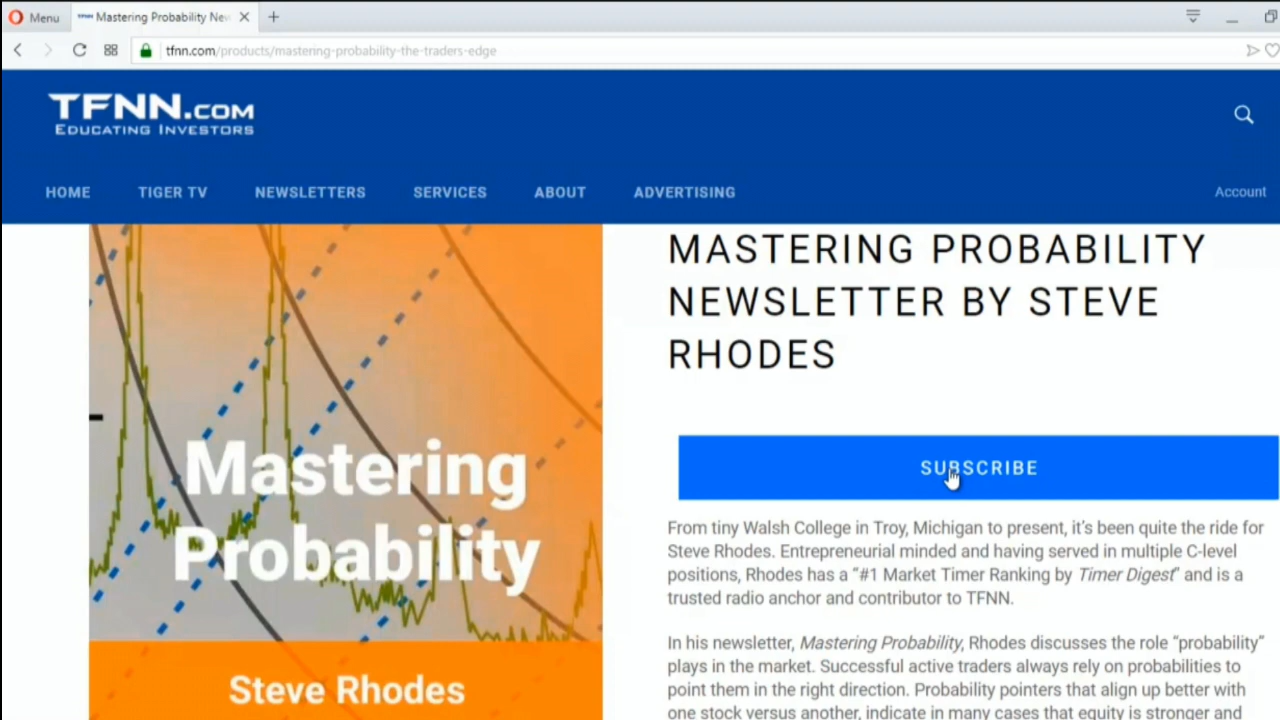 Menu
Mastering Probability Nev
tfnn.com/products/mastering-probability-the-traders-edge
TFNN.COM
EDUCATING INVESTORS
HOME TIGER TV NEWSLETTERS SERVICES ABOUT ADVERTISING Account
MASTERING PROBABILITY
NEWSLETTER BY STEVE
RHODES
Mastering
Probability
Steve Rhodes
SUBSCRIBE
From tiny Walsh College in Troy, Michigan to present, it's been quite the ride for
Steve Rhodes. Entrepreneurial minded and having served in multiple C-level
positions, Rhodes has a “#1 Market Timer Ranking by Timer Digest” and is a
trusted radio anchor and contributor to TFNN.
In his newsletter, Mastering Probability, Rhodes discusses the role “probability”
plays in the market. Successful active traders always rely on probabilities to
point them in the right direction. Probability pointers that align up better with
one stock versus another, indicate in many cases that equity is stronger and